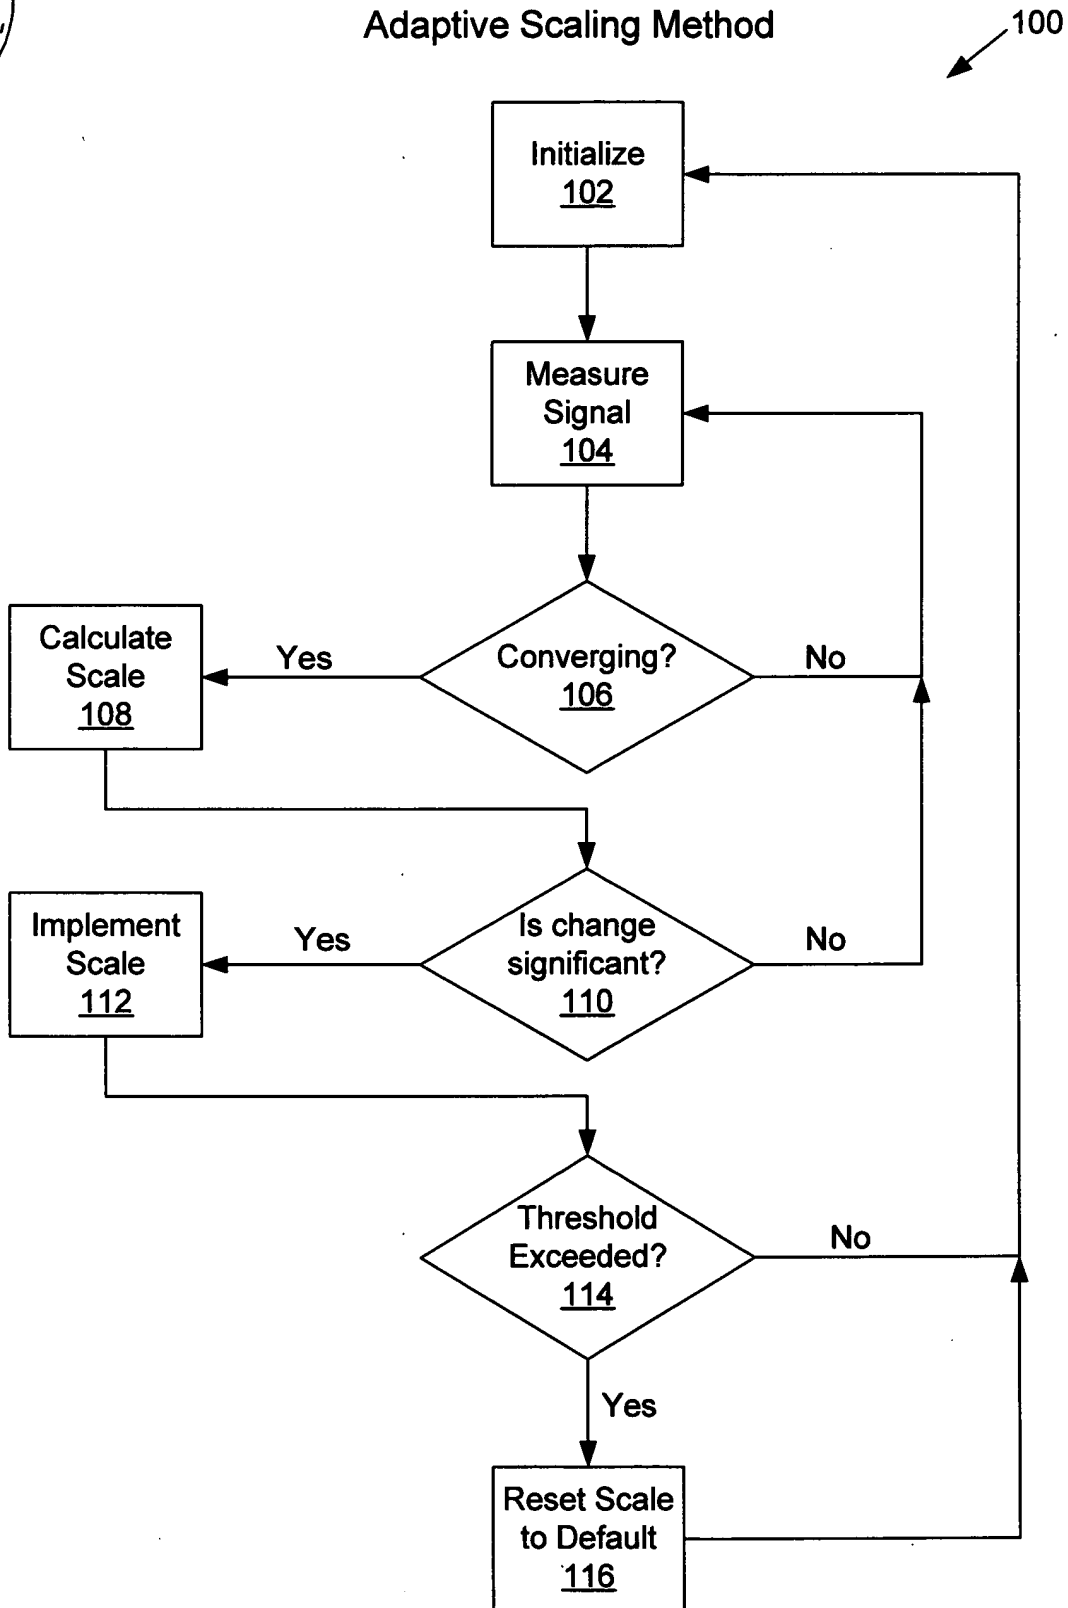 Adaptive Scaling Method
100
Initialize
102
Measure
Signal
104
Calculate
Scale
108
Yes
Converging?
106
No
Implement
Scale
112
Yes
Is change
significant?
110
No
Threshold
Exceeded?
114
No
Yes
Reset Scale
to Default
116